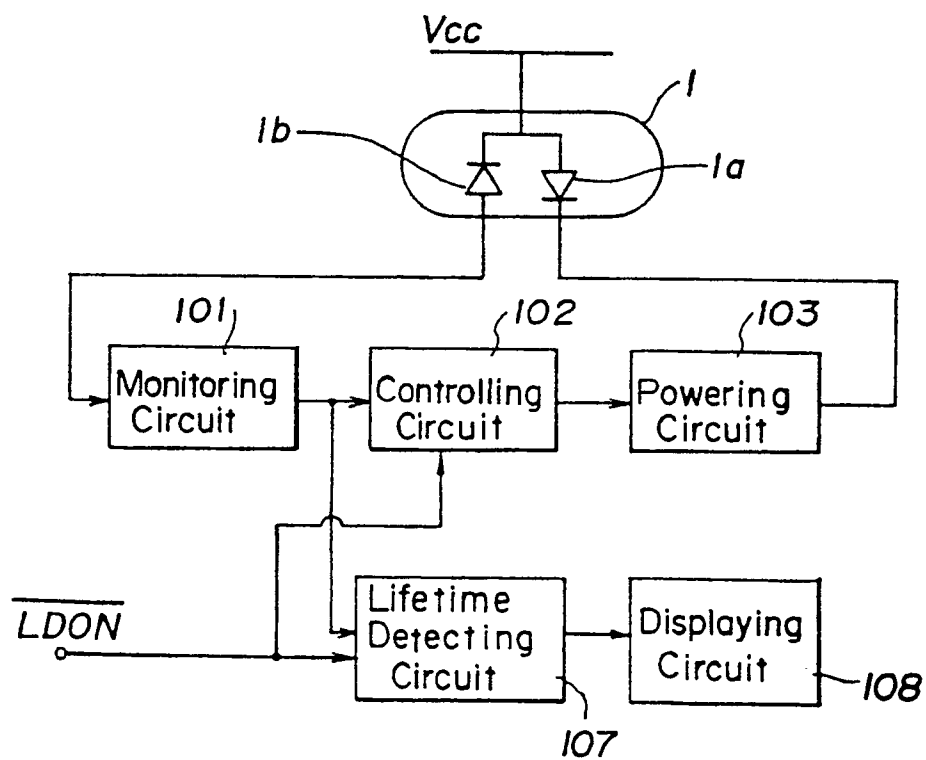 Vcc
1
1b
1a
101
102
103
Monitoring
Circuit
Controlling
Circuit
Powering
Circuit
LDON
Lifetime
Detecting
Circuit
Displaying
Circuit
107
108